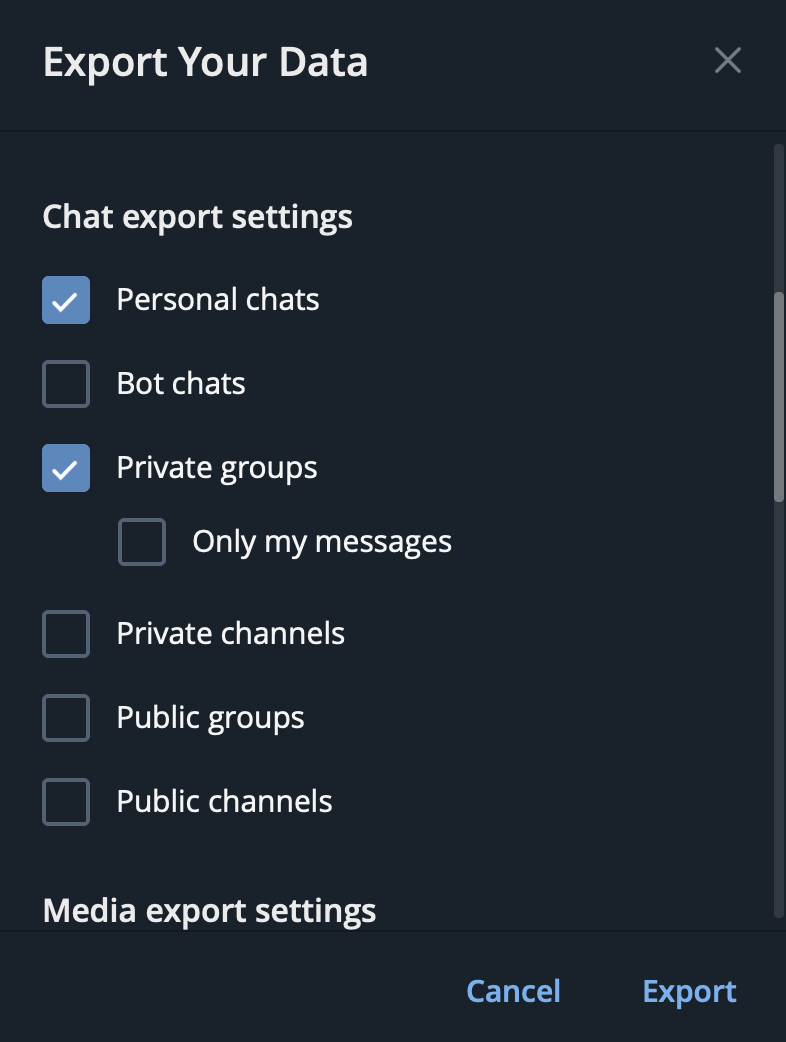 Export Your Data
Chat export settings
Personal chats
Bot chats
Private groups
Only my messages
Private channels
Public groups
Public channels
Media export settings
Cancel Export